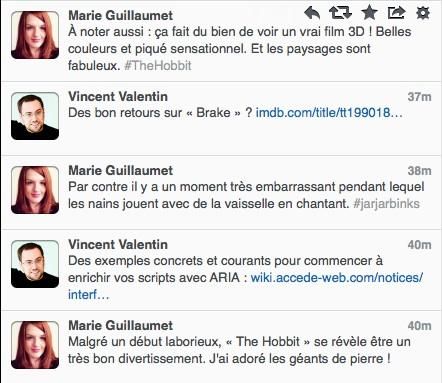 Marie Guillaumet
À noter aussi : ça fait du bien de voir un vrai film 3D ! Belles
couleurs et piqué sensationnel. Et les paysages sont
fabuleux. #TheHobbit
Vincent Valentin 37m
Des bon retours sur « Brake » ? imdb.com/title/tt199018…
Marie Guillaumet 38m
Par contre il y a un moment très embarrassant pendant lequel
les nains jouent avec de la vaisselle en chantant. #jarjarbinks
Vincent Valentin 40m
Des exemples concrets et courants pour commencer à
enrichir vos scripts avec ARIA : wiki.accede-web.com/notices/
interf…
Marie Guillaumet 40m
Malgré un début laborieux, « The Hobbit » se révèle être un
très bon divertissement. J'ai adoré les géants de pierre !